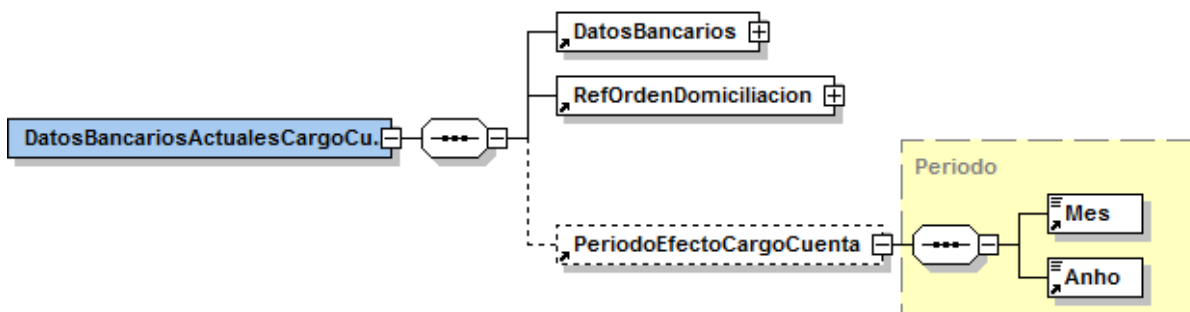 DatosBancarios
RefOrdenDomiciliacion
DatosBancariosActualesCargoCu..
Periodo
Mes
PeriodoEfectoCargoCuenta
Anho